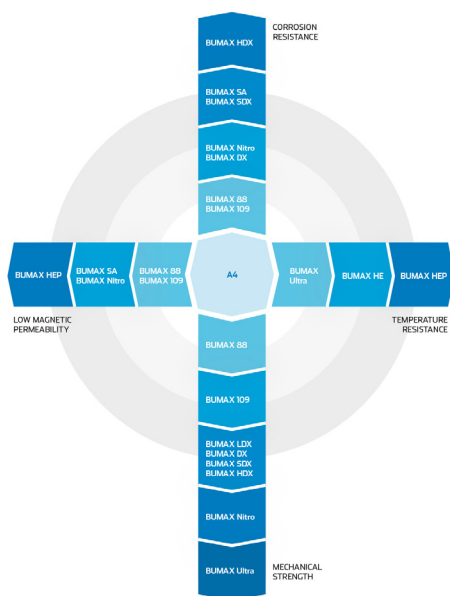 CORROSION
RESISTANCE
BUMAX HDX
BUMAX SA
BUMAX SDX
BUMAX Nitro
BUMAX DX
BUMAX 88
BUMAX 109
BUMAX HEP
BUMAX SA
BUMAX Nitro
BUMAX 88
BUMAX 109
A4
BUMAX
Ultra
BUMAX HE
BUMAX HEP
LOW MAGNETIC
PERMEABILITY
TEMPERATURE
RESISTANCE
BUMAX 88
BUMAX 109
BUMAX LDX
BUMAX DX
BUMAX SDX
BUMAX HDX
BUMAX Nitro
BUMAX Ultra
MECHANICAL
STRENGTH